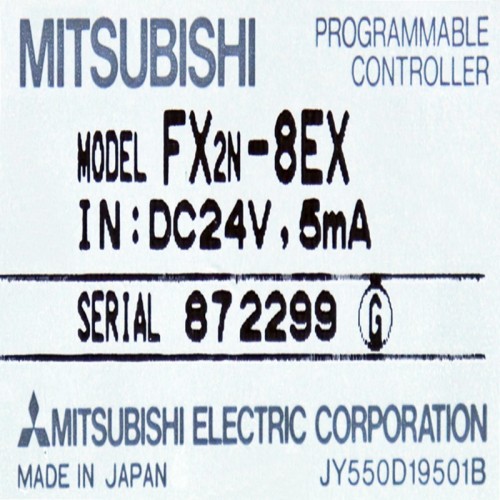 MITSUBISHI PROGRAMMABLE CONTROLLER
MODEL FX2N-8EX
IN:DC24V, 5mA
SERIAL 872299 G
MITSUBISHI ELECTRIC CORPORATION
MADE IN JAPAN JY550D19501B